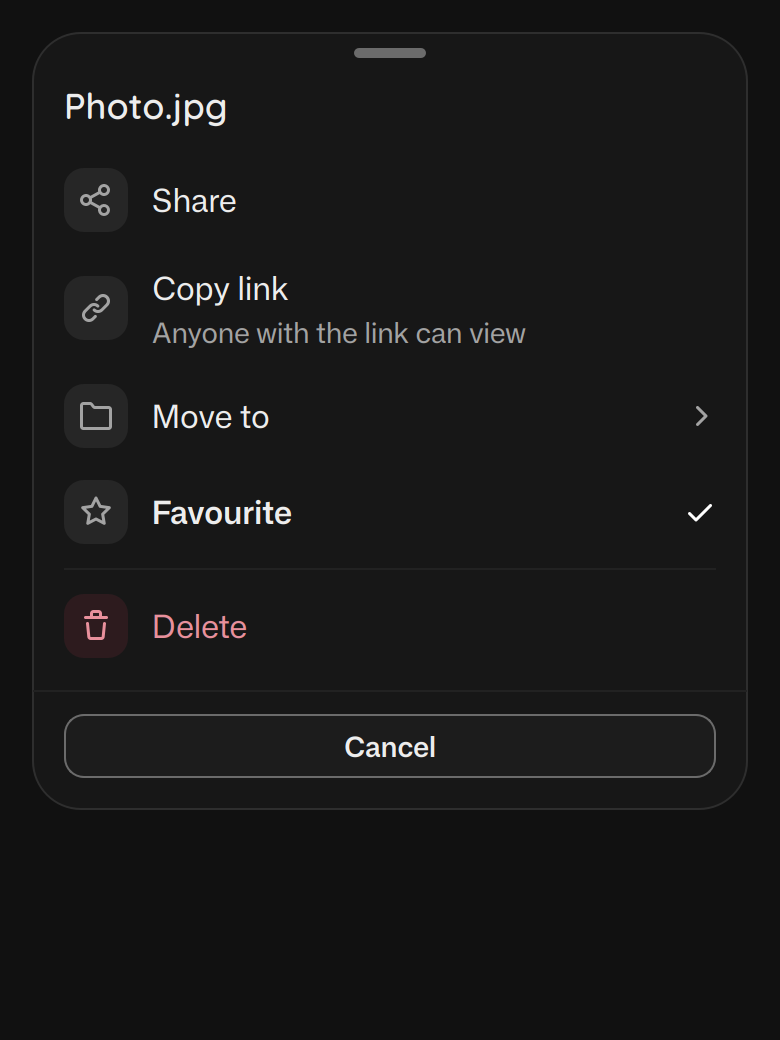 Photo.jpg
Share
Copy link
Anyone with the link can view
Move to
Favourite
Delete
Cancel